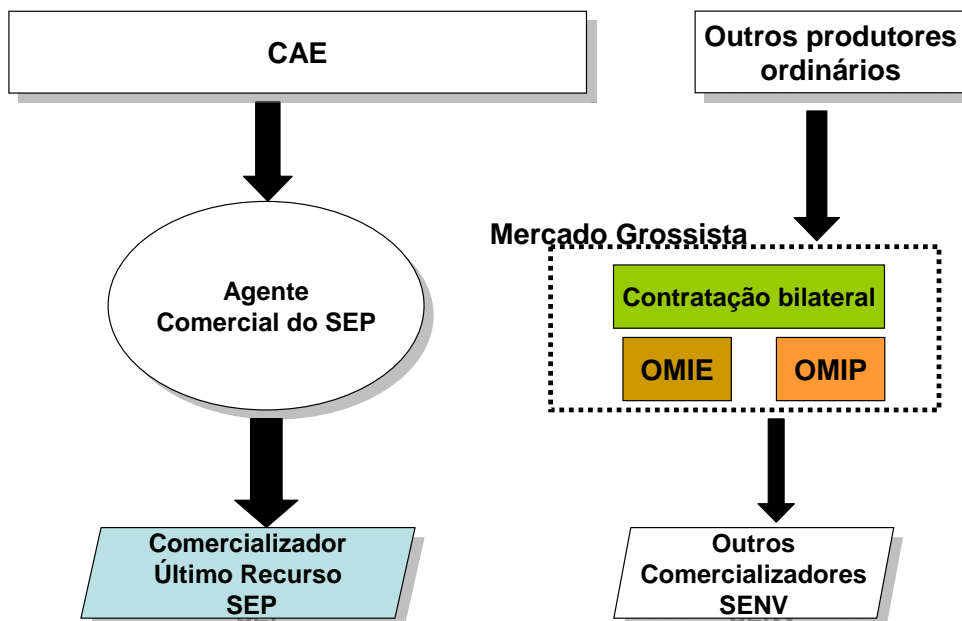 CAE
Outros produtores
ordinários
Agente
Comercial do SEP
Mercado Grossista
Contratação bilateral
OMIE
OMIP
Comercializador
Último Recurso
SEP
Outros
Comercializadores
SENV